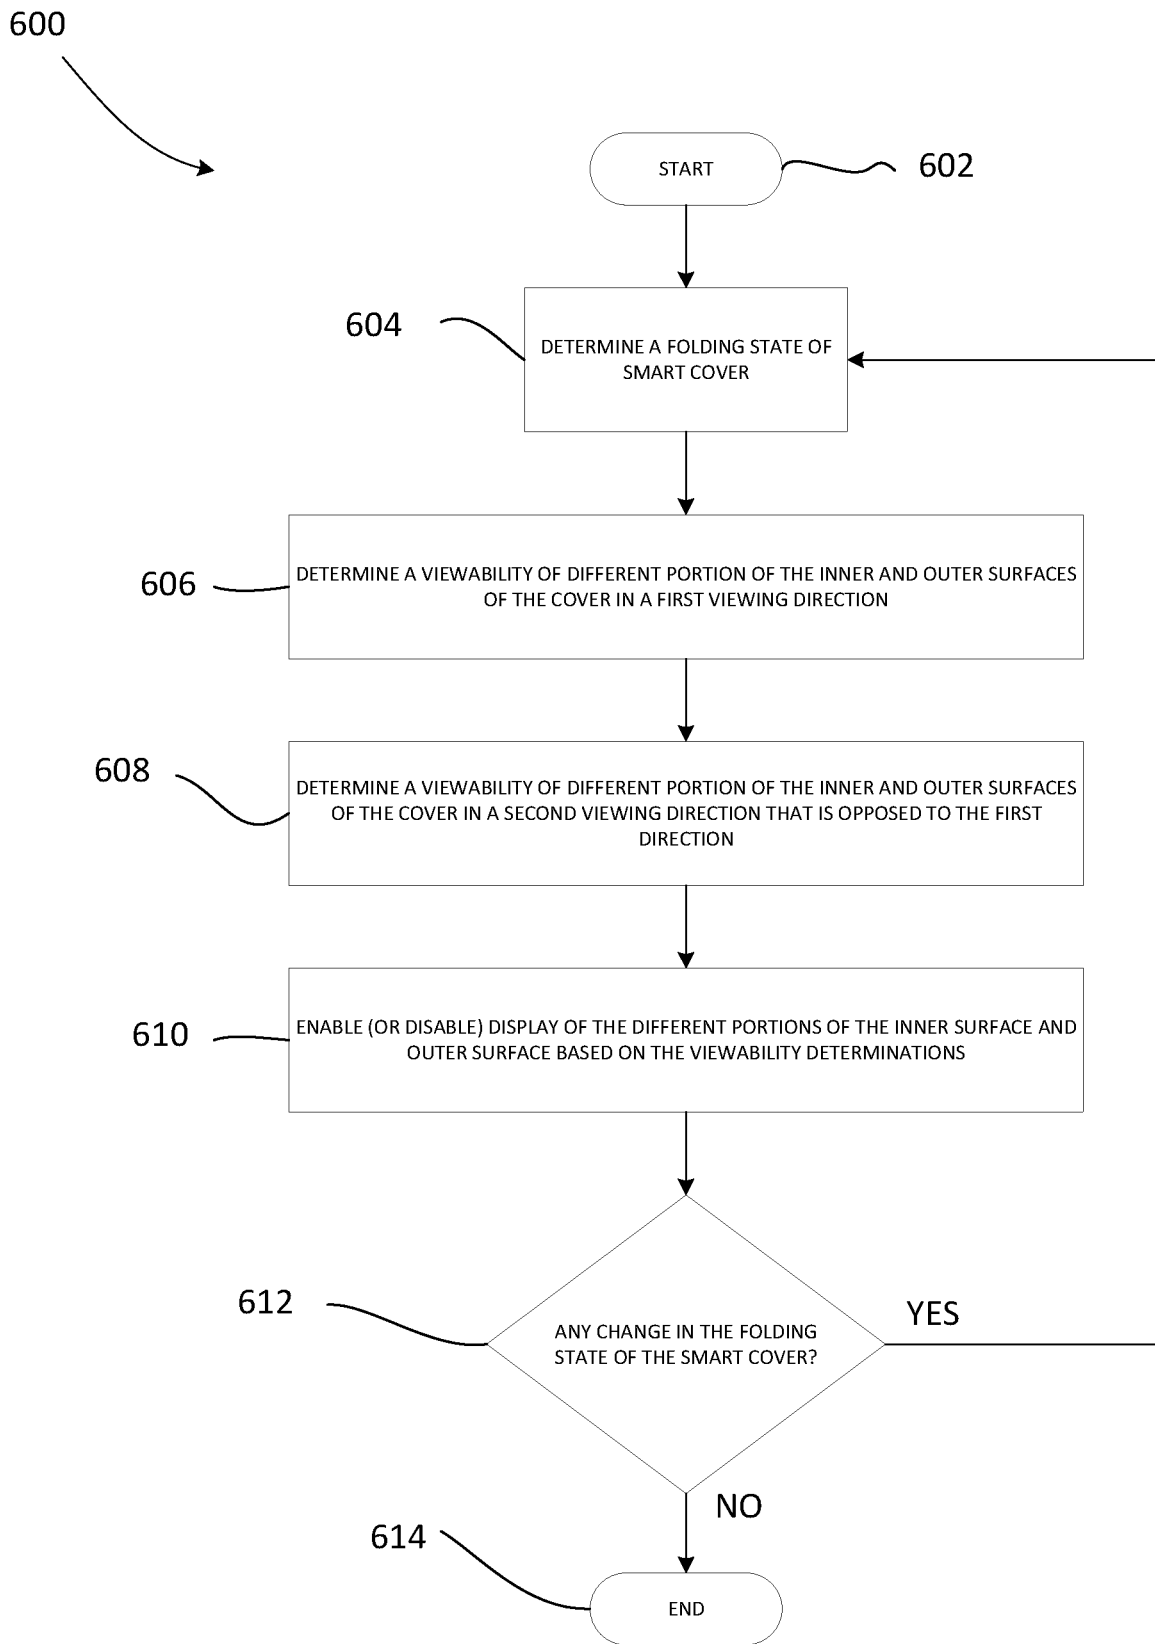 600
START
602
604
DETERMINE A FOLDING STATE OF
SMART COVER
606
DETERMINE A VIEWABILITY OF DIFFERENT PORTION OF THE INNER AND OUTER SURFACES
OF THE COVER IN A FIRST VIEWING DIRECTION
608
DETERMINE A VIEWABILITY OF DIFFERENT PORTION OF THE INNER AND OUTER SURFACES
OF THE COVER IN A SECOND VIEWING DIRECTION THAT IS OPPOSED TO THE FIRST
DIRECTION
610
ENABLE (OR DISABLE) DISPLAY OF THE DIFFERENT PORTIONS OF THE INNER SURFACE AND
OUTER SURFACE BASED ON THE VIEWABILITY DETERMINATIONS
612
ANY CHANGE IN THE FOLDING
STATE OF THE SMART COVER?
YES
NO
614
END